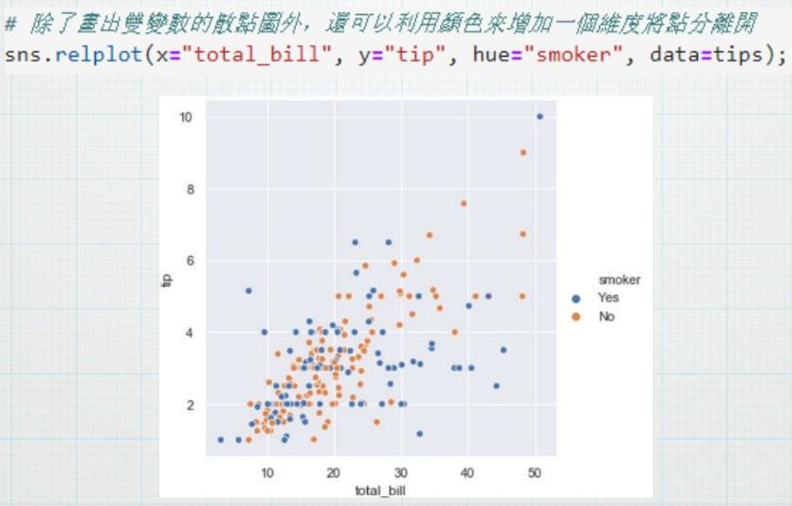 # 除了畫出雙變數的散點圖外，還可以利用顏色來增加一個維度將點分離開
sns.relplot(x="total_bill", y="tip", hue="smoker", data=tips);
10
8
6
4
2
tip
smoker
Yes
No
10 20 30 40 50
total_bill